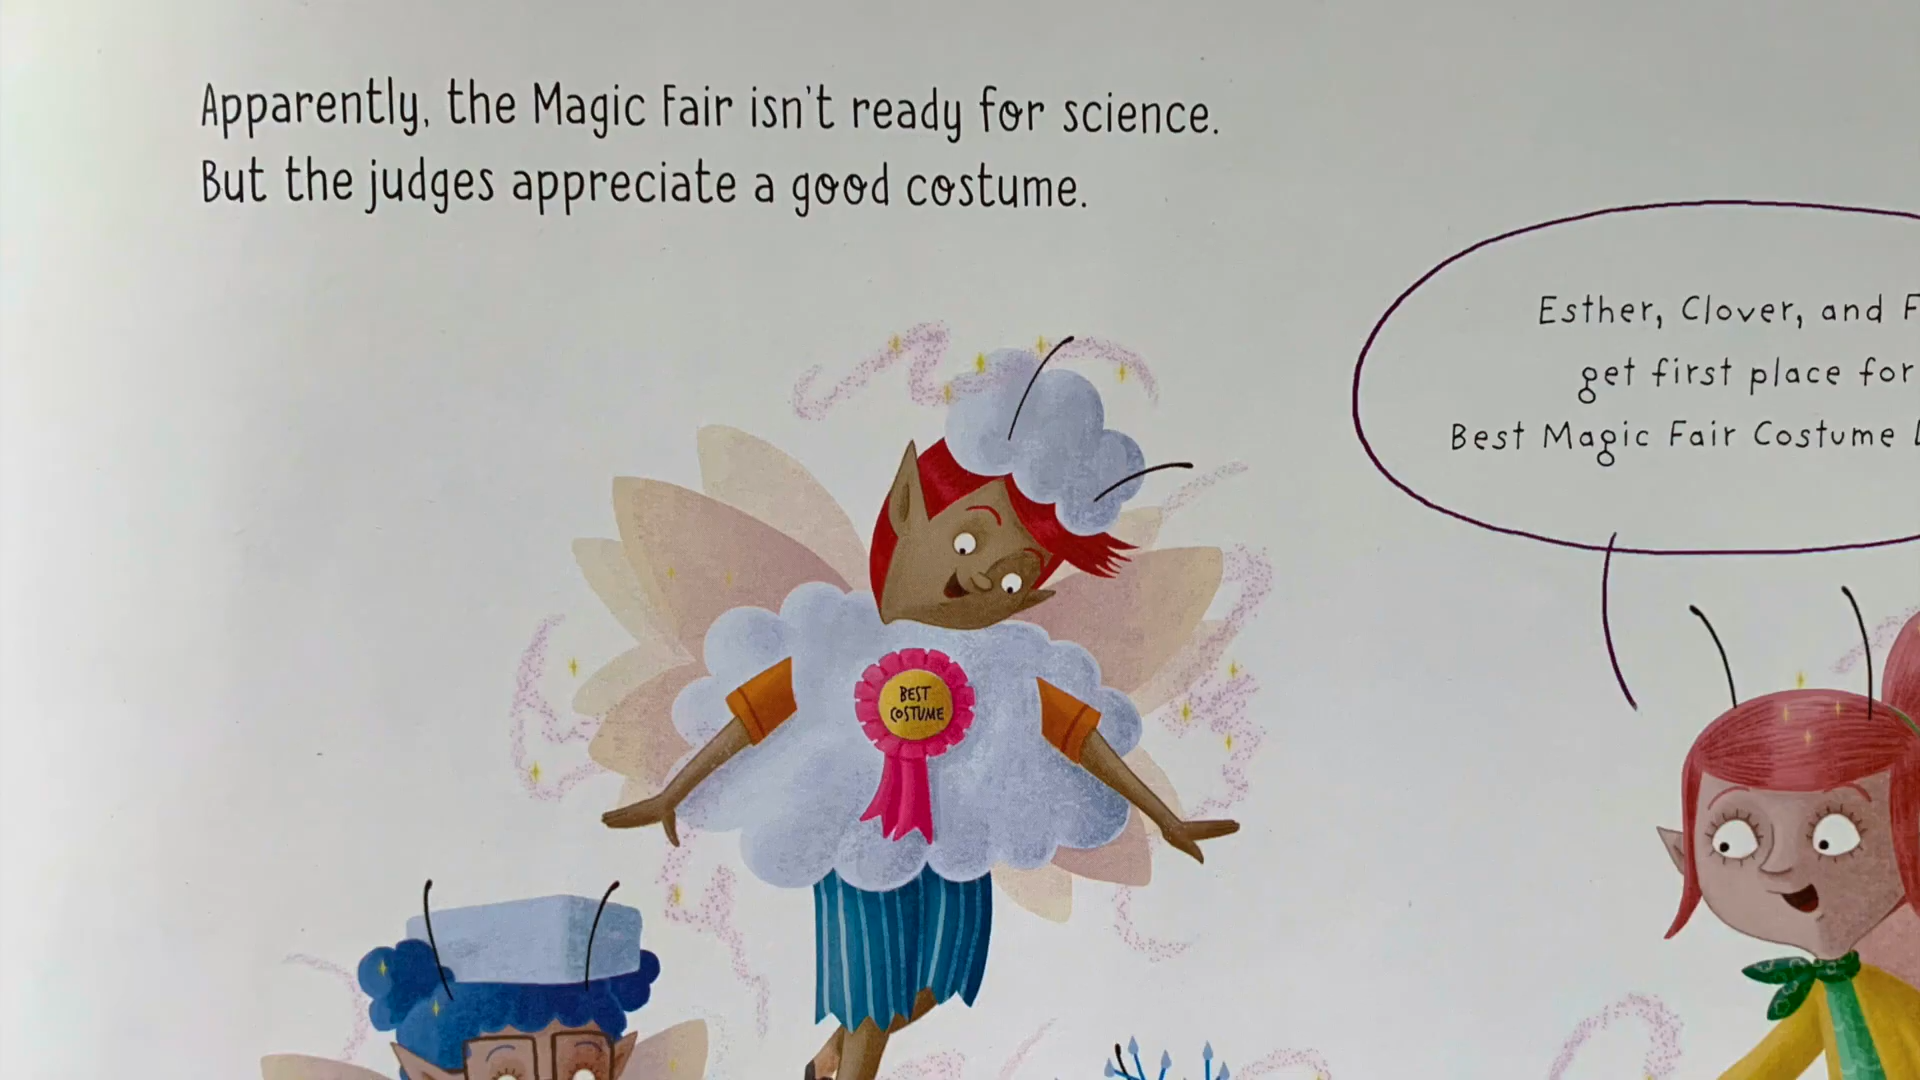 Apparently, the Magic Fair isn't ready for science.
But the judges appreciate a good costume.
Esther, Clover, and
get first place for
Best Magic Fair Costume
BEST
COSTUME